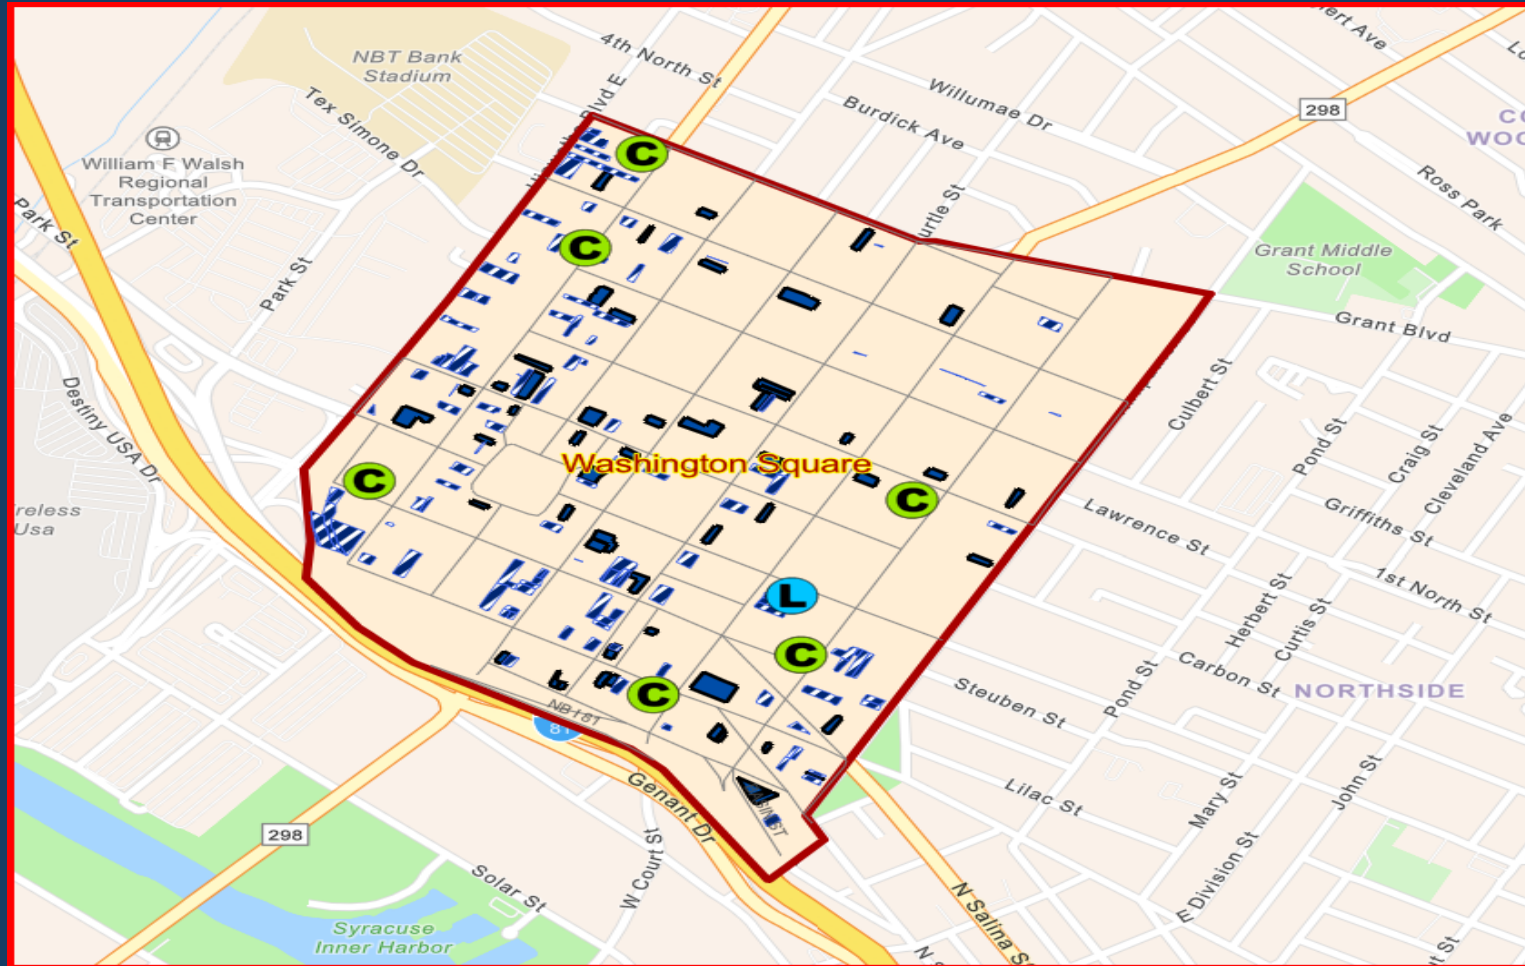 4th North St
NBT Bank
Stadium
Willumae Dr
Burdick Ave
298
Tex Simone Dr
William F Walsh
Regional
Transportation
Center
C
Ross Park
Park St
C
Grant Middle
School
Park St
Grant Blvd
Culbert St
Destiny USA Dr
Pond St
Craig St
Cleveland Ave
Washington Square
C
C
Lawrence St
Griffiths St
Usa
1st North St
L
Herbert St
Curtis St
C
Carbon St
NORTHSIDE
C
Steuben St
Pond St
NB I 81
81
Genant Dr
Lilac St
Mary St
John St
298
W Court St
Solar St
E Division St
N Salina St
Syracuse
Inner Harbor